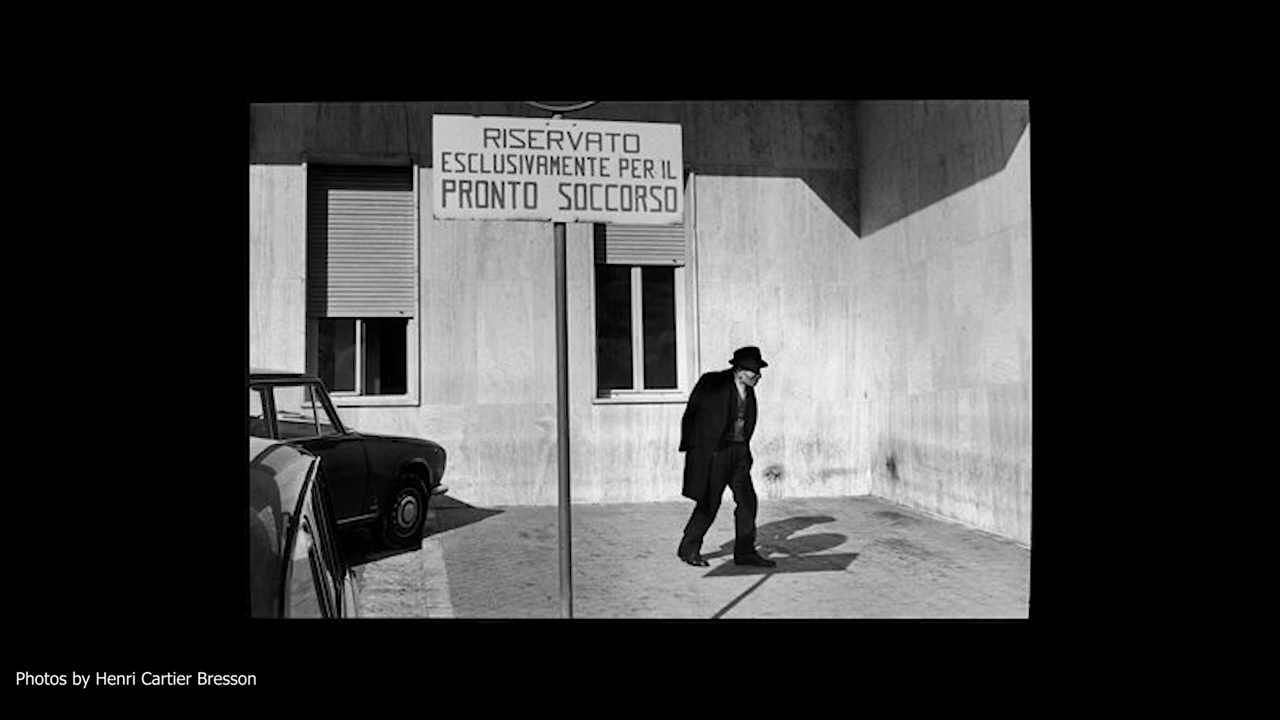 RISERVATO
ESCLUSIVAMENTE PER IL
PRONTO SOCCORSO
Photos by Henri Cartier Bresson